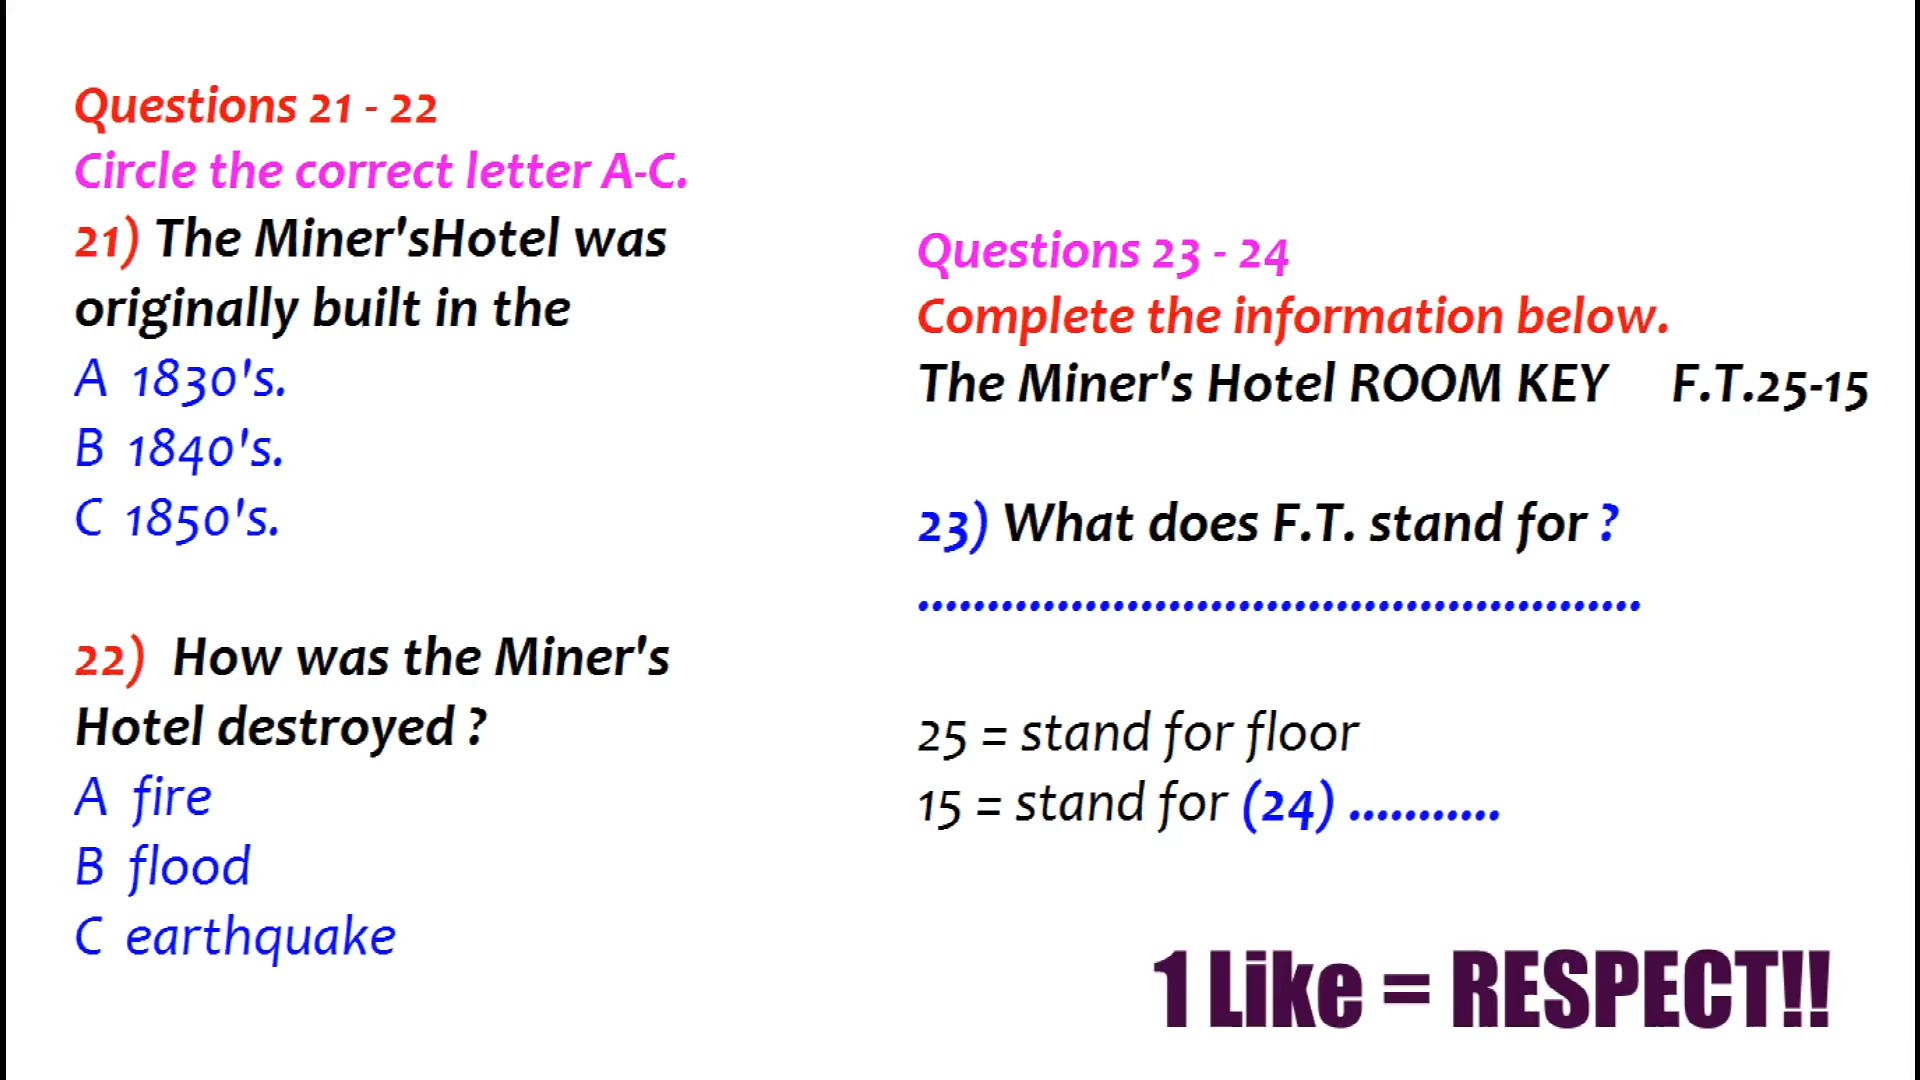 Questions 21 - 22
Circle the correct letter A-C.
21) The Miner'sHotel was
originally built in the
A 1830's.
B 1840's.
C 1850's.
22) How was the Miner's
Hotel destroyed ?
A fire
B flood
C earthquake
Questions 23 - 24
Complete the information below.
The Miner's Hotel ROOM KEY F.T.25-15
23) What does F.T. stand for ?
.....................................................
25 = stand for floor
15 = stand for (24) ...........
1 Like = RESPECT!!